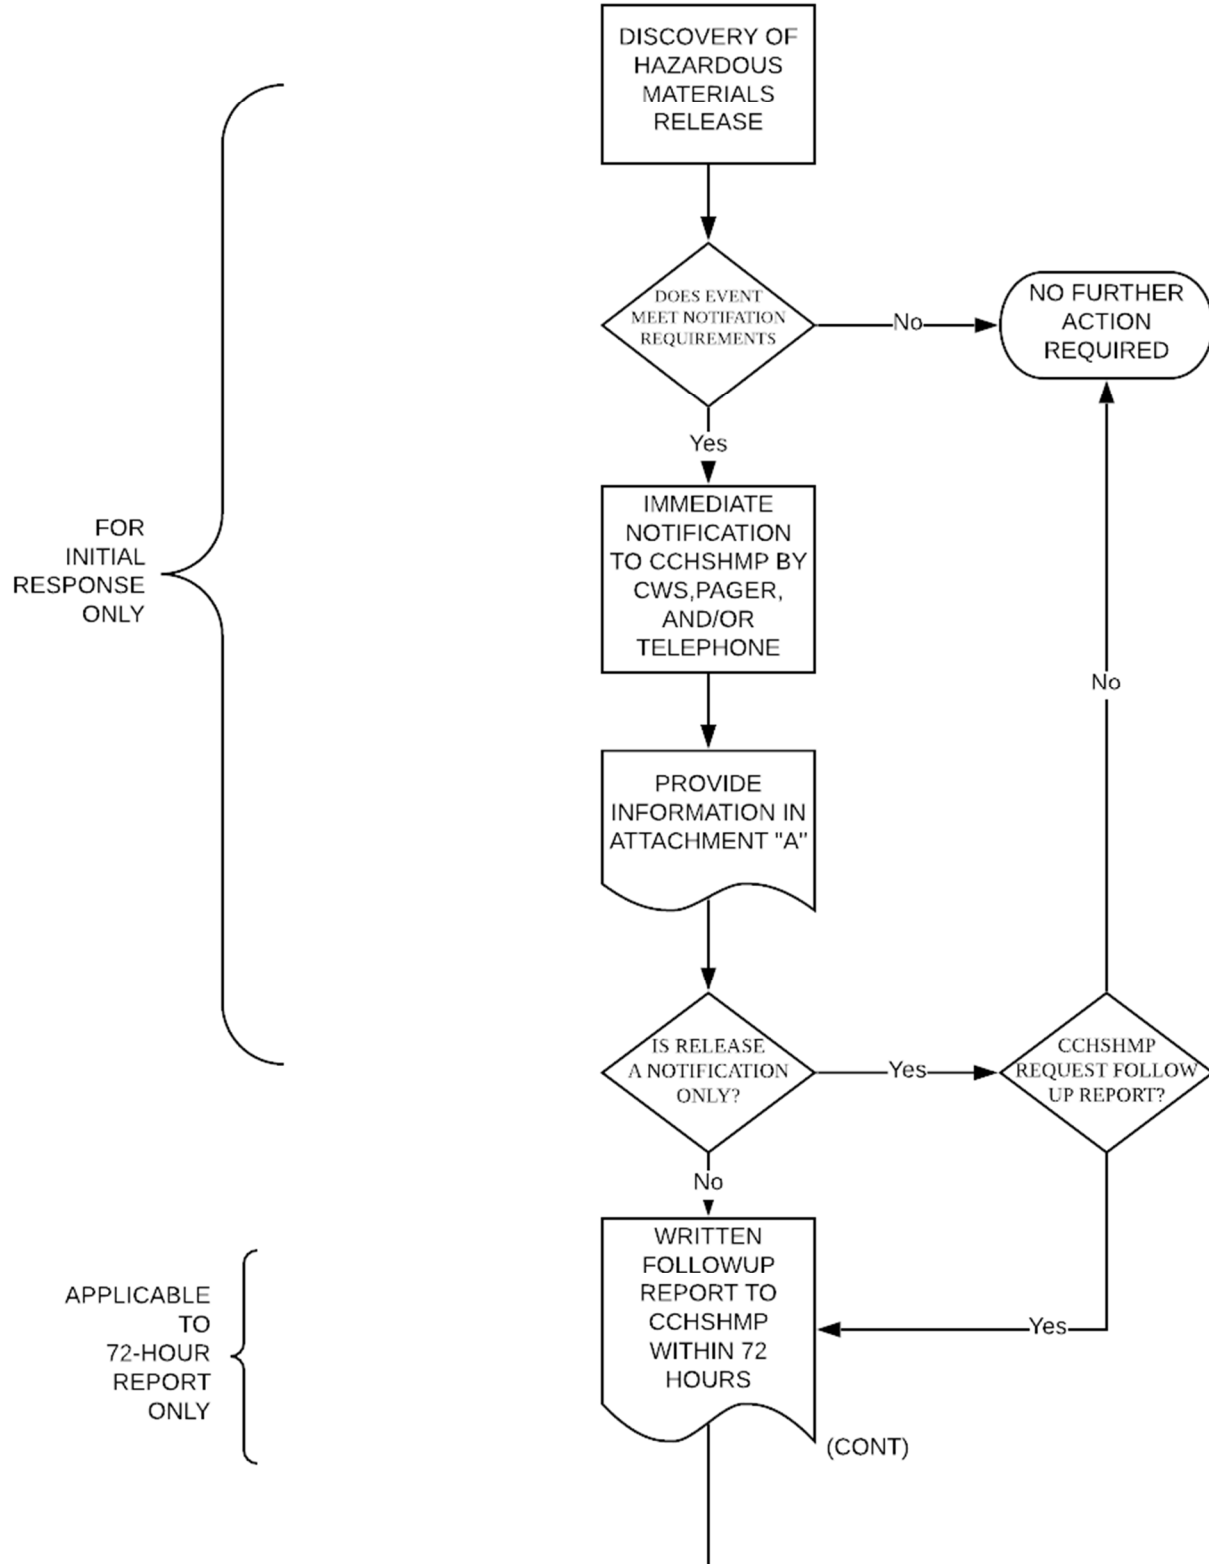 DISCOVERY OF
HAZARDOUS
MATERIALS
RELEASE
DOES EVENT
MEET NOTIFATION
REQUIREMENTS
No
NO FURTHER
ACTION
REQUIRED
Yes
IMMEDIATE
NOTIFICATION
TO CCHSHMP BY
CWS,PAGER,
AND/OR
TELEPHONE
FOR
INITIAL
RESPONSE
ONLY
No
PROVIDE
INFORMATION IN
ATTACHMENT "A"
IS RELEASE
A NOTIFICATION
ONLY?
Yes
CCHSHMP
REQUEST FOLLOW
UP REPORT?
No
WRITTEN
FOLLOWUP
REPORT TO
CCHSHMP
WITHIN 72
HOURS
Yes
APPLICABLE
TO
72-HOUR
REPORT
ONLY
(CONT)